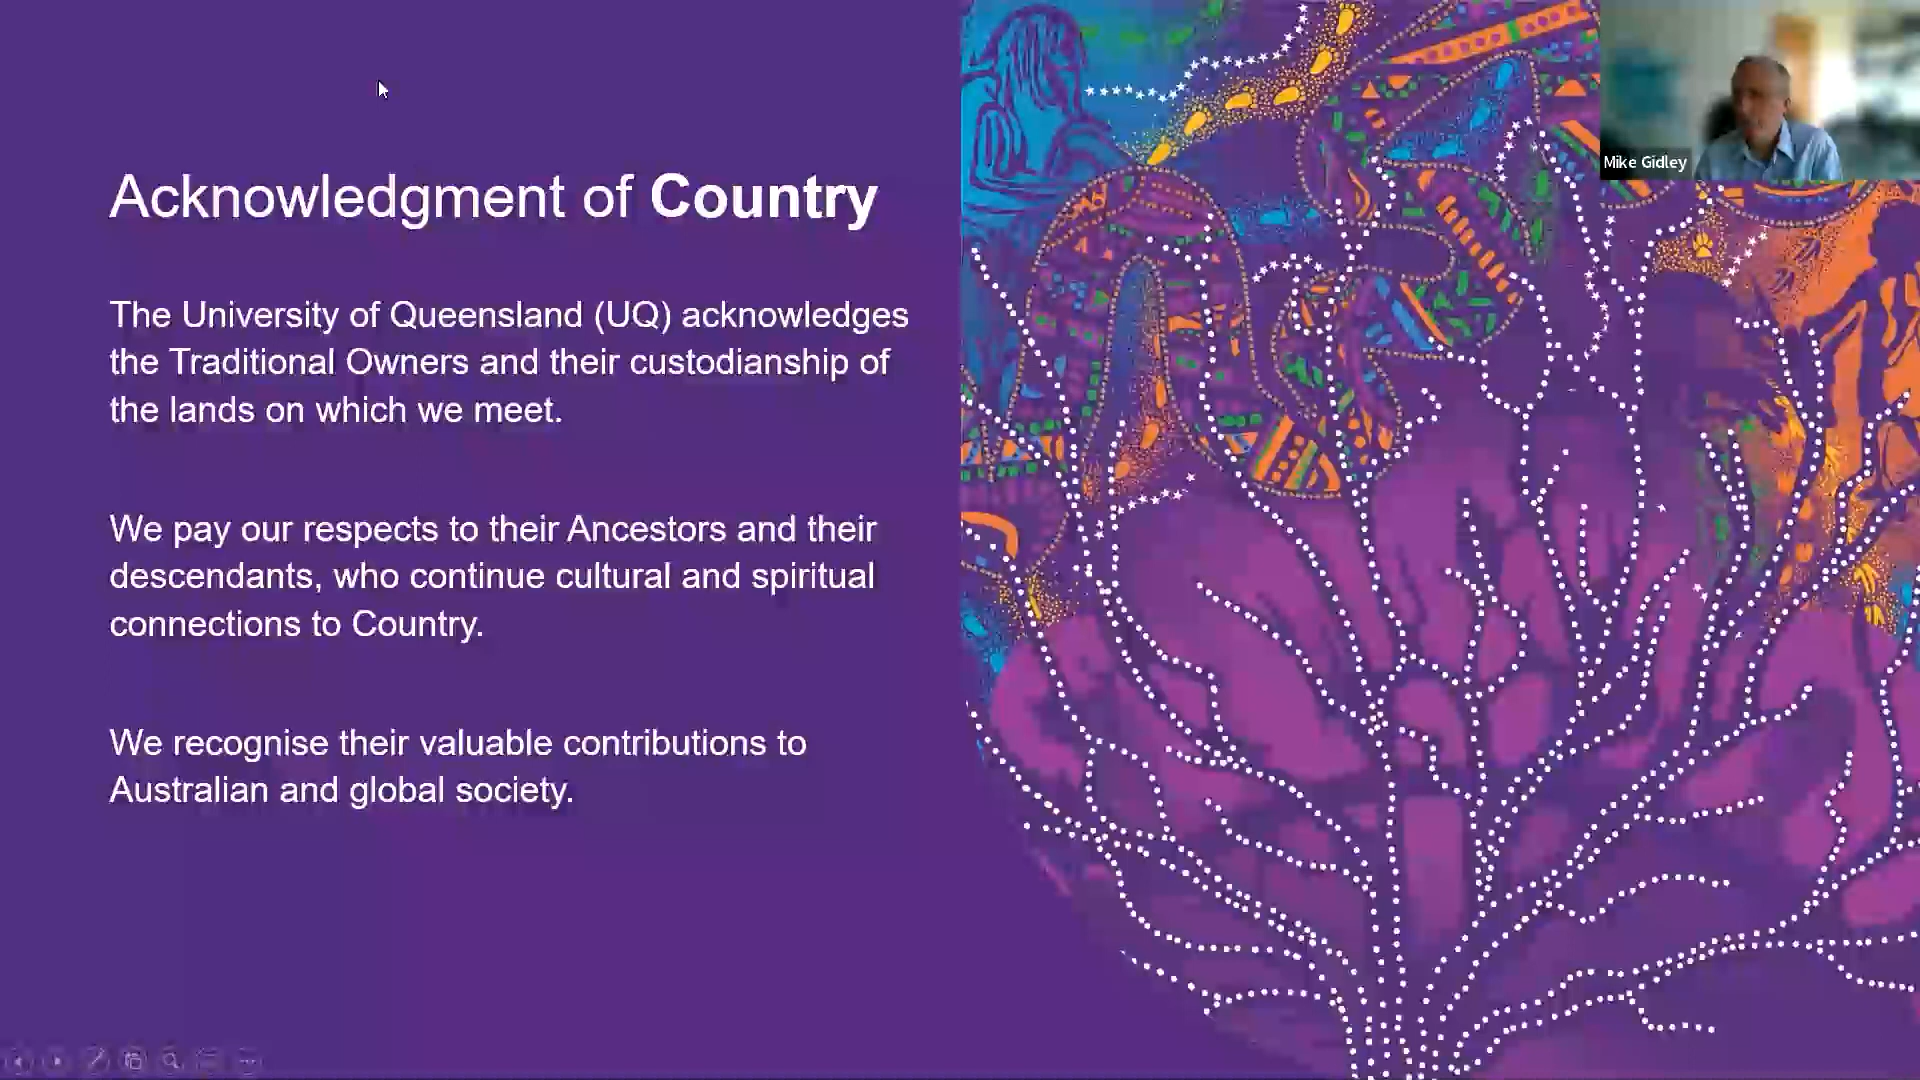 Acknowledgment of Country
The University of Queensland (UQ) acknowledges
the Traditional Owners and their custodianship of
the lands on which we meet.
We pay our respects to their Ancestors and their
descendants, who continue cultural and spiritual
connections to Country.
We recognise their valuable contributions to
Australian and global society.
Mike Gidley